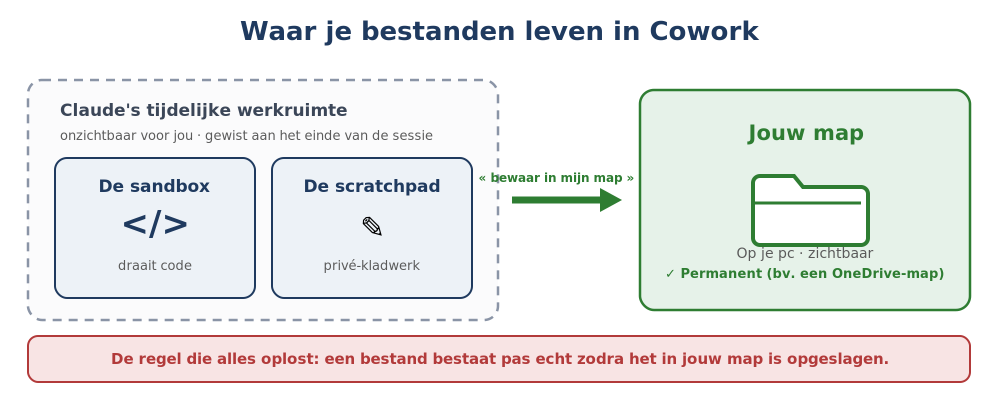 Waar je bestanden leven in Cowork
Claude's tijdelijke werkruimte
onzichtbaar voor jou · gewist aan het einde van de sessie
De sandbox
</>
draait code
De scratchpad
✎
privé-kladwerk
« bewaar in mijn map »
Jouw map
Op je pc · zichtbaar
✓ Permanent (bv. een OneDrive-map)
De regel die alles oplost: een bestand bestaat pas echt zodra het in jouw map is opgeslagen.